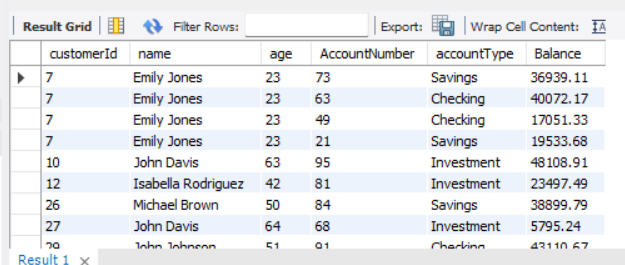 Result Grid Filter Rows: Export: Wrap Cell Content: IA
customerId name age AccountNumber accountType Balance
7 Emily Jones 23 73 Savings 36939.11
7 Emily Jones 23 63 Checking 40072.17
7 Emily Jones 23 49 Checking 17051.33
7 Emily Jones 23 21 Savings 19533.68
10 John Davis 63 95 Investment 48108.91
12 Isabella Rodriguez 42 81 Investment 23497.49
26 Michael Brown 50 84 Savings 38899.79
27 John Davis 64 68 Investment 5795.24
29 John Johnson 51 91 Checking 43110.67
Result 1 ×